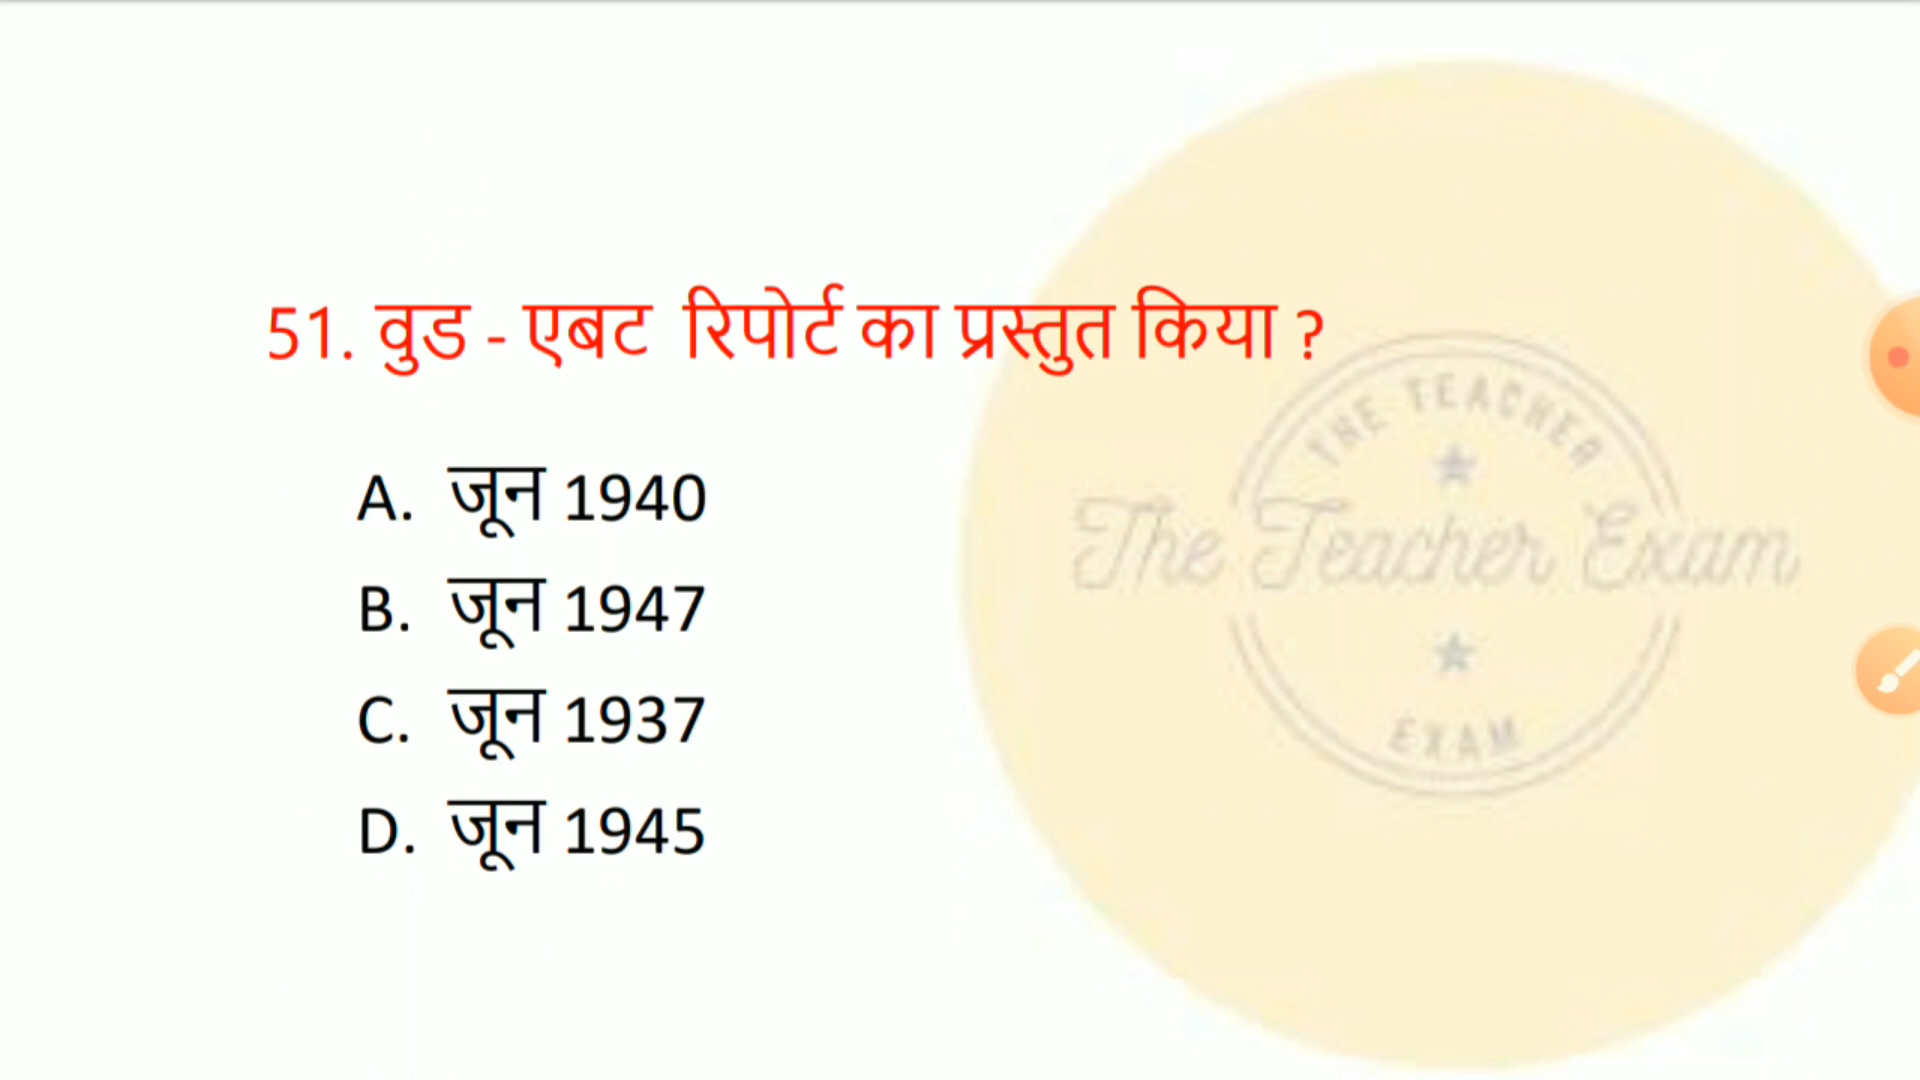 51. वुड - एबट रिपोर्ट का प्रस्तुत किया ?
THE TEACHER
A. जून 1940
The Teacher Exam
B. जून 1947
C. जून 1937
EXAM
D. जून 1945